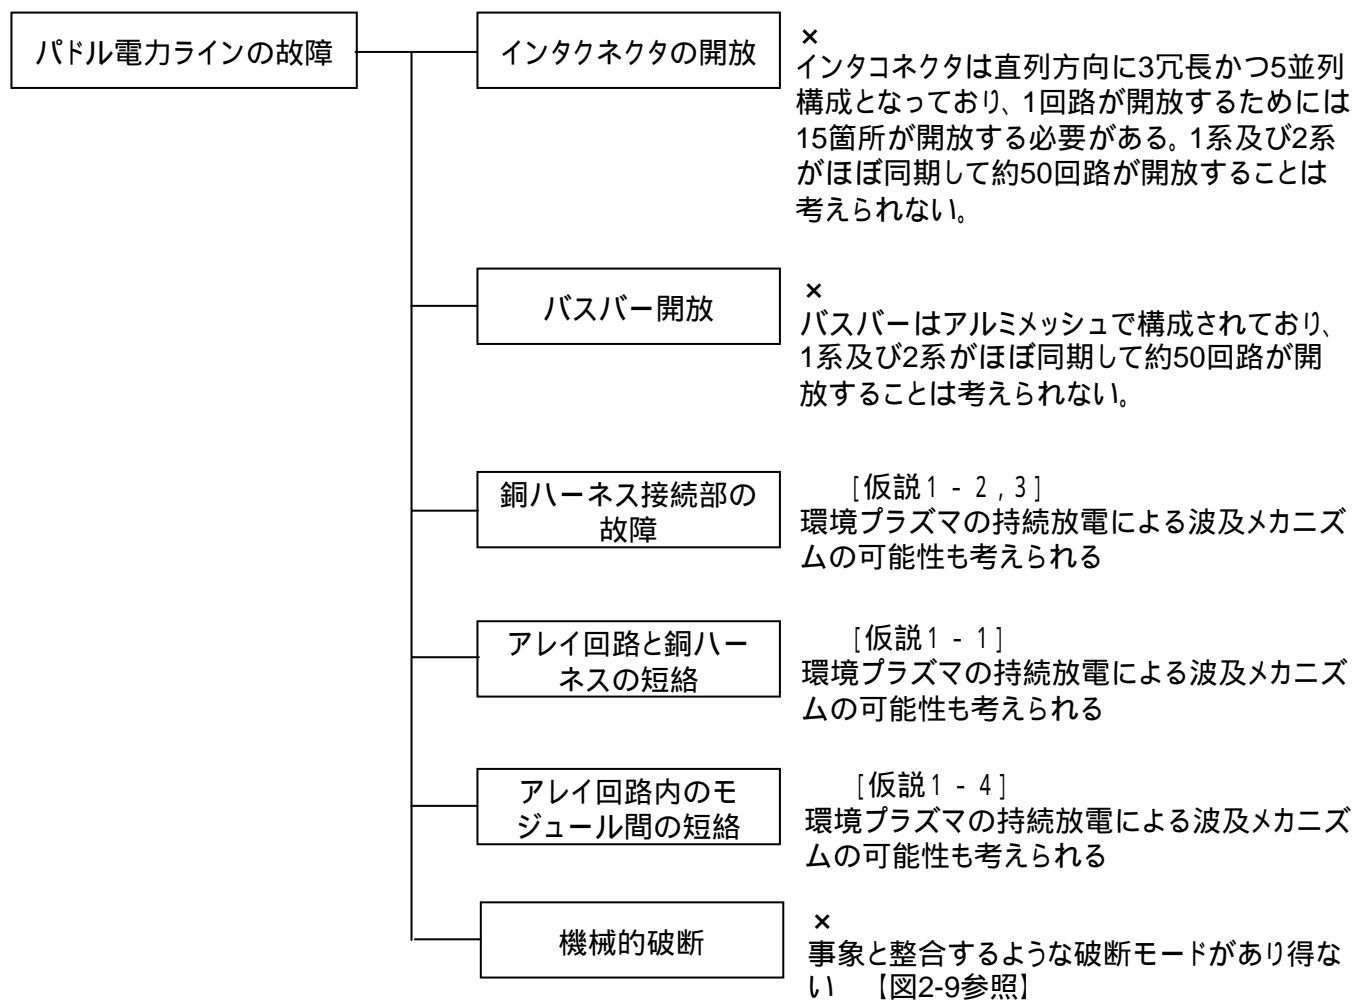 パドル電力ラインの故障
インタクネクタの開放
×
インタコネクタは直列方向に3冗長かつ5並列
構成となっており、1回路が開放するためには
15箇所が開放する必要がある。1系及び2系
がほぼ同期して約50回路が開放することは
考えられない。
バスバー開放
×
バスバーはアルミメッシュで構成されており、
1系及び2系がほぼ同期して約50回路が開
放することは考えられない。
銅ハーネス接続部の
故障
[仮説1-2,3]
環境プラズマの持続放電による波及メカニズ
ムの可能性も考えられる
アレイ回路と銅ハー
ネスの短絡
[仮説1-1]
環境プラズマの持続放電による波及メカニズ
ムの可能性も考えられる
アレイ回路内のモ
ジュール間の短絡
[仮説1-4]
環境プラズマの持続放電による波及メカニズ
ムの可能性も考えられる
機械的破断
×
事象と整合するような破断モードがあり得な
い 【図2-9参照】